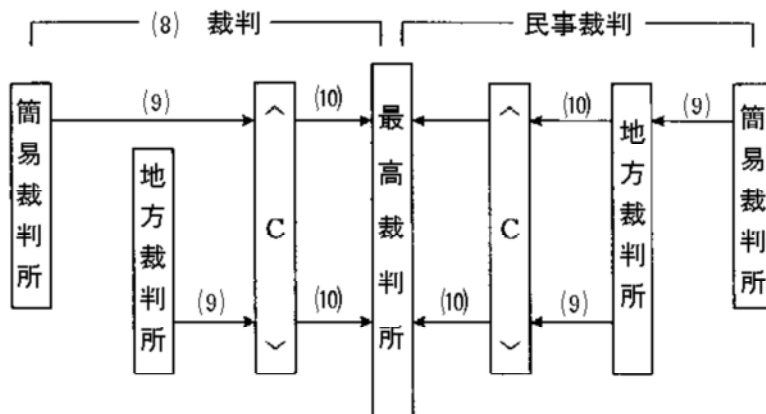 (8) 裁判
民事裁判
簡易裁判所
(9)
地方裁判所
(9)
〈 C 〉
(10)
(10)
最高裁判所
(10)
〈 C 〉
(10)
(9)
地方裁判所
(9)
簡易裁判所